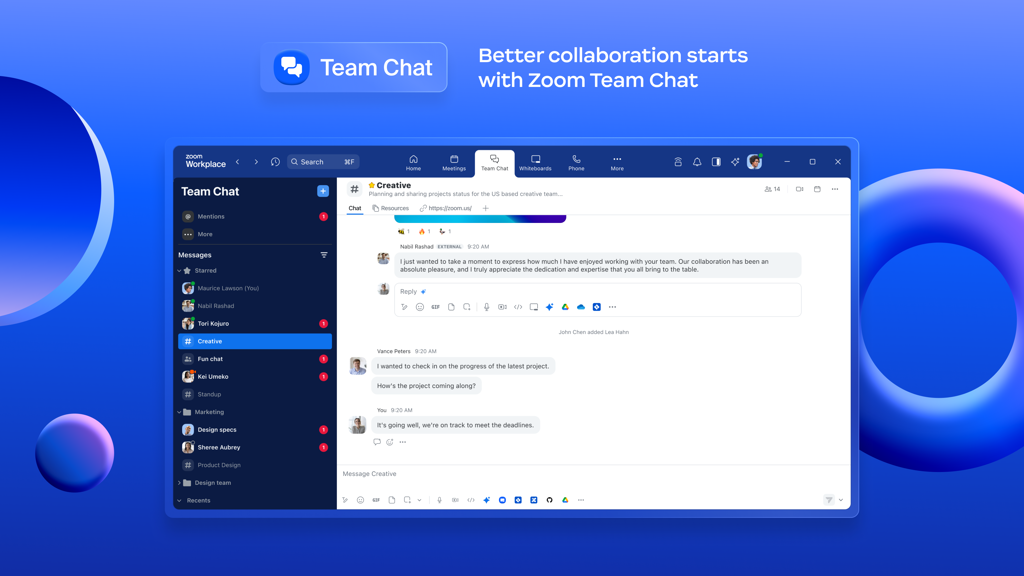 Team Chat
Better collaboration starts
with Zoom Team Chat
zoom
Workplace
Search ⌘F
Home
Meetings
Team Chat
Whiteboards
Phone
More
Team Chat
Mentions 1
More
Messages
Starred
Maurice Lawson (You)
Nabil Rashad
Tori Kojuro 1
Creative
Fun chat 1
Kei Umeko 1
Standup
Marketing
Design specs 1
Sheree Aubrey 1
Product Design
Design team
Recents
Creative
Planning and sharing projects status for the US based creative team...
14
Chat
Resources
https://zoom.us/
1 1 1
Nabil Rashad EXTERNAL 9:20 AM
I just wanted to take a moment to express how much I have enjoyed working with your team. Our collaboration has been an
absolute pleasure, and I truly appreciate the dedication and expertise that you all bring to the table.
Reply
GIF
John Chen added Lea Hahn
Vance Peters 9:20 AM
I wanted to check in on the progress of the latest project.
How's the project coming along?
You 9:20 AM
It's going well, we're on track to meet the deadlines.
Message Creative
GIF